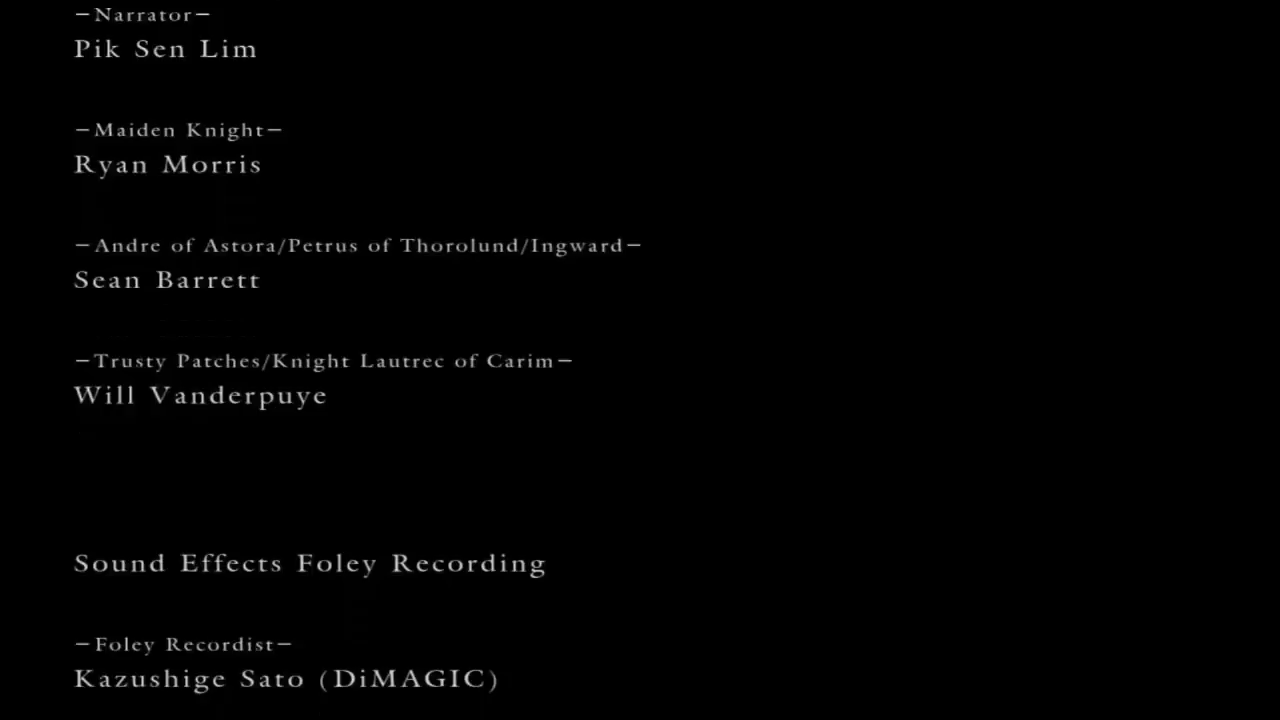 −Narrator−
Pik Sen Lim
−Maiden Knight−
Ryan Morris
−Andre of Astora/Petrus of Thorolund/Ingward−
Sean Barrett
−Trusty Patches/Knight Lautrec of Carim−
Will Vanderpuye
Sound Effects Foley Recording
−Foley Recordist−
Kazushige Sato (DiMAGIC)